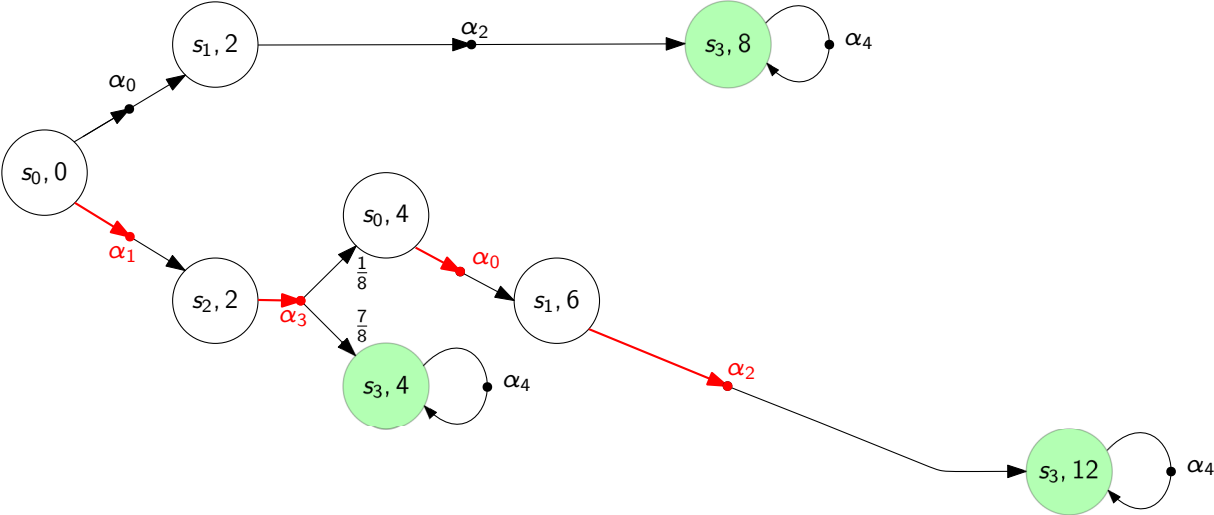 α₂
s₁, 2
s₃, 8
α₄
α₀
s₀, 0
s₀, 4
α₁
α₀
1/8
s₂, 2
s₁, 6
α₃
7/8
α₂
s₃, 4
α₄
s₃, 12
α₄